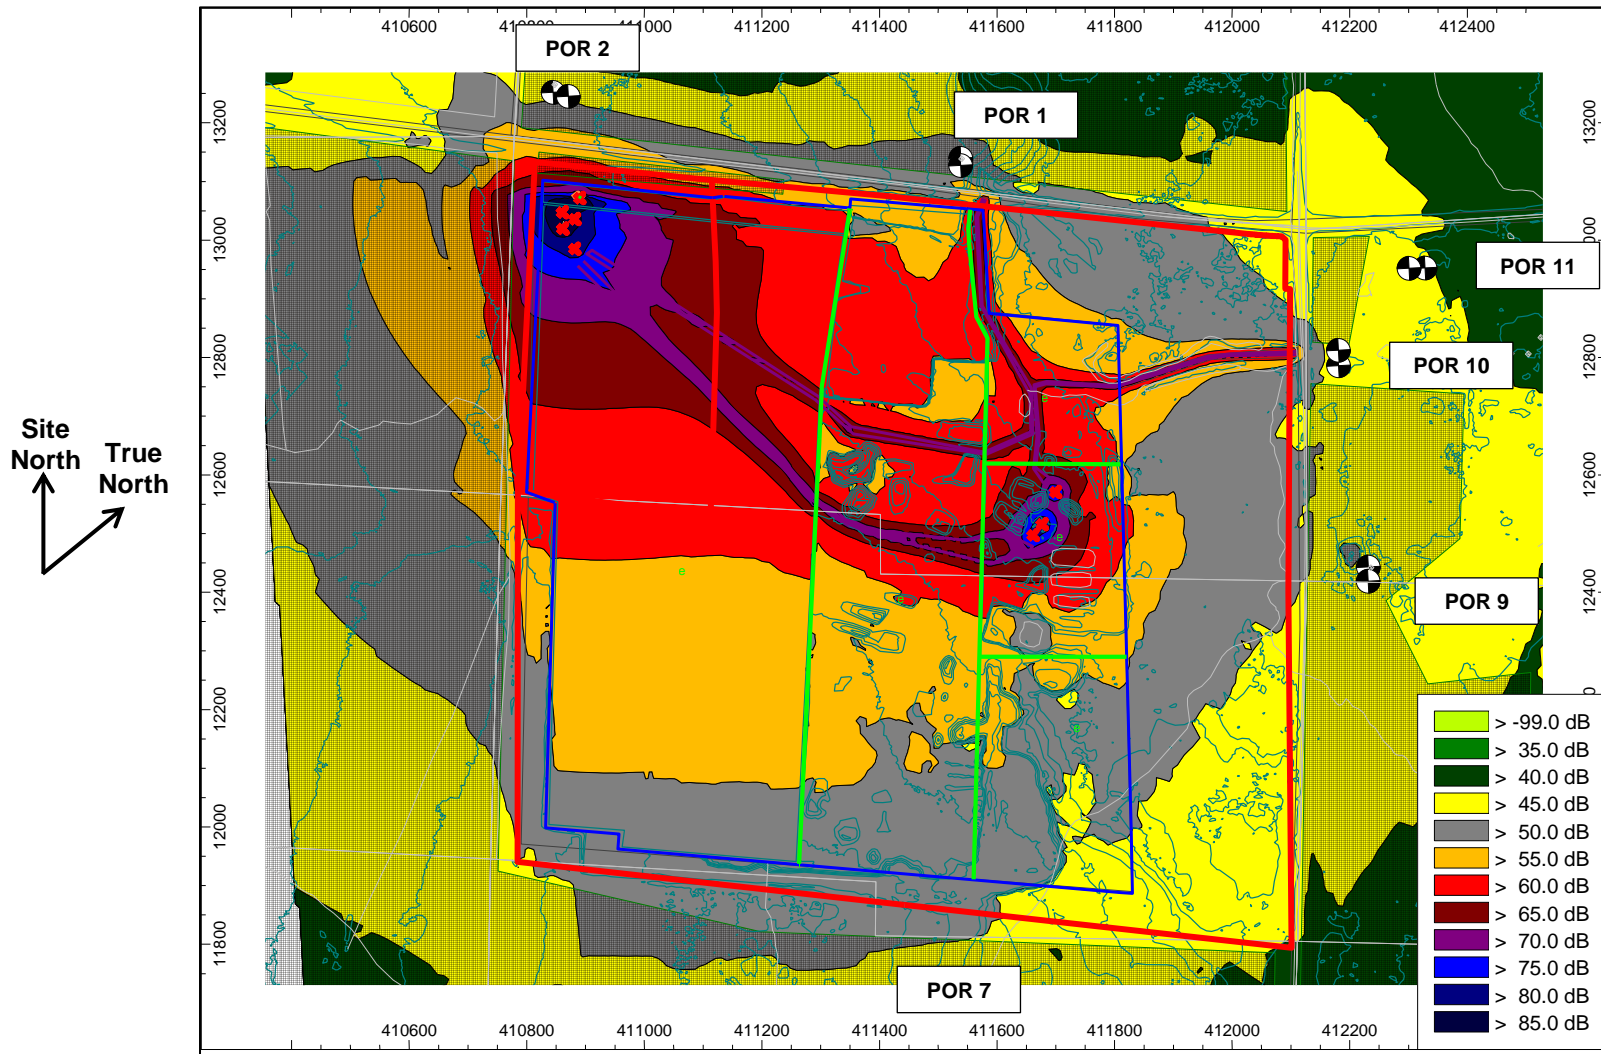 410600
410800
411000
411200
411400
411600
411800
412000
412200
412400
POR 2
POR 1
13200
13000
12800
12600
12400
12200
12000
11800
13200
12800
12600
12400
POR 11
POR 10
POR 9
POR 7
Site
North
True
North
e
e
e
e
e
> -99.0 dB
> 35.0 dB
> 40.0 dB
> 45.0 dB
> 50.0 dB
> 55.0 dB
> 60.0 dB
> 65.0 dB
> 70.0 dB
> 75.0 dB
> 80.0 dB
> 85.0 dB
410600
410800
411000
411200
411400
411600
411800
412000
412200